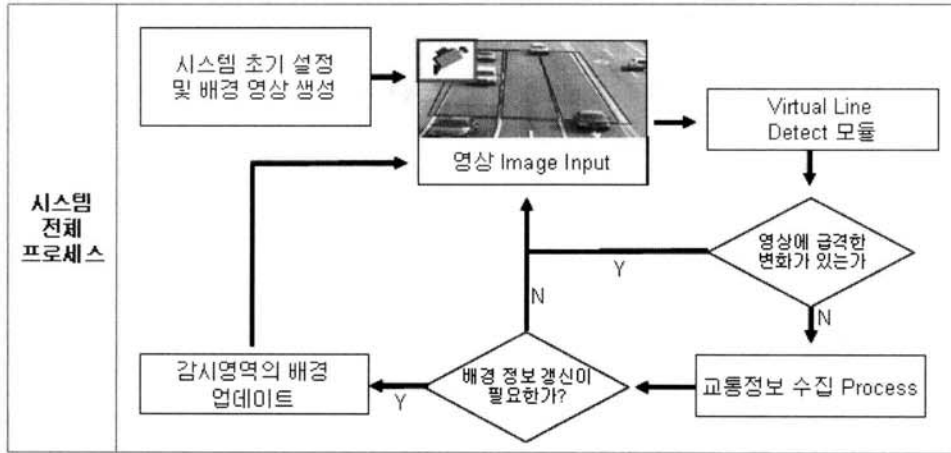 시스템
전체
프로세스
시스템 초기 설정
및 배경 영상 생성
영상 Image Input
Virtual Line
Detect 모듈
영상에 급격한
변화가 있는가
Y
N
N
교통정보 수집 Process
배경 정보 갱신이
필요한가?
Y
감시영역의 배경
업데이트